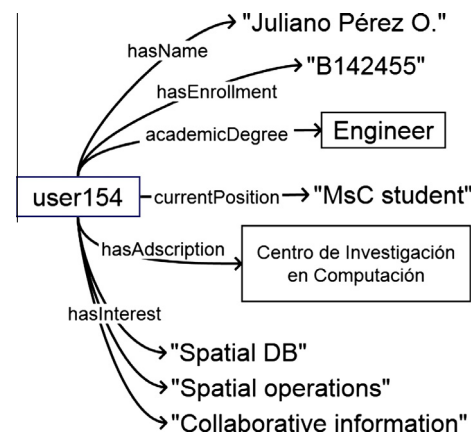 "Juliano Pérez O."
hasName
"B142455"
hasEnrollment
academicDegree
Engineer
user154
currentPosition
"MsC student"
hasAdscription
Centro de Investigación
en Computación
hasInterest
"Spatial DB"
"Spatial operations"
"Collaborative information"